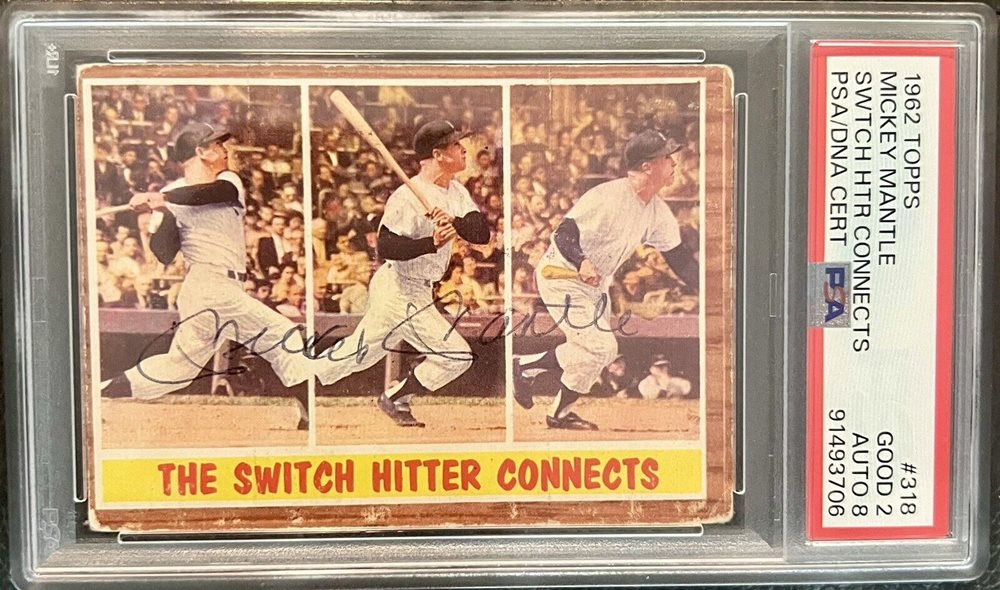 Mickey Mantle
THE SWITCH HITTER CONNECTS
1962 TOPPS #318
MICKEY MANTLE GOOD 2
SWTCH HTR CONNECTS AUTO 8
PSA/DNA CERT 91493706
PSA